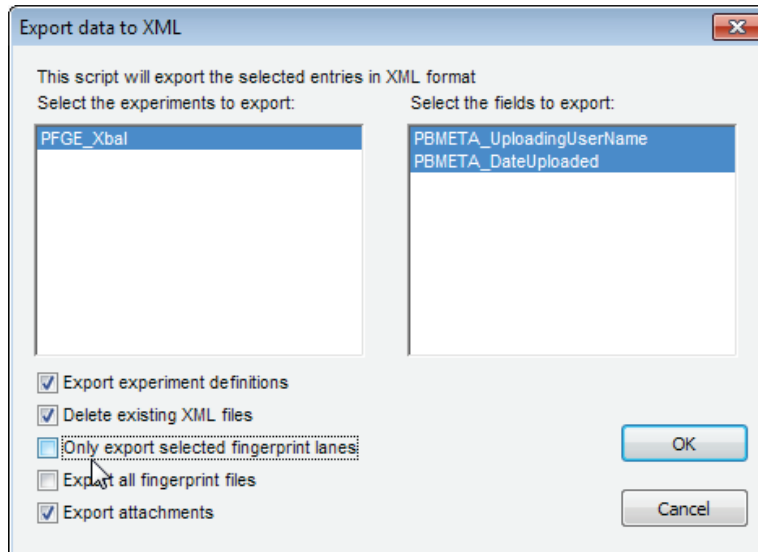 Export data to XML
This script will export the selected entries in XML format
Select the experiments to export:
Select the fields to export:
PFGE_XbaI
PBMETA_UploadingUserName
PBMETA_DateUploaded
Export experiment definitions
Delete existing XML files
Only export selected fingerprint lanes
Export all fingerprint files
Export attachments
OK
Cancel